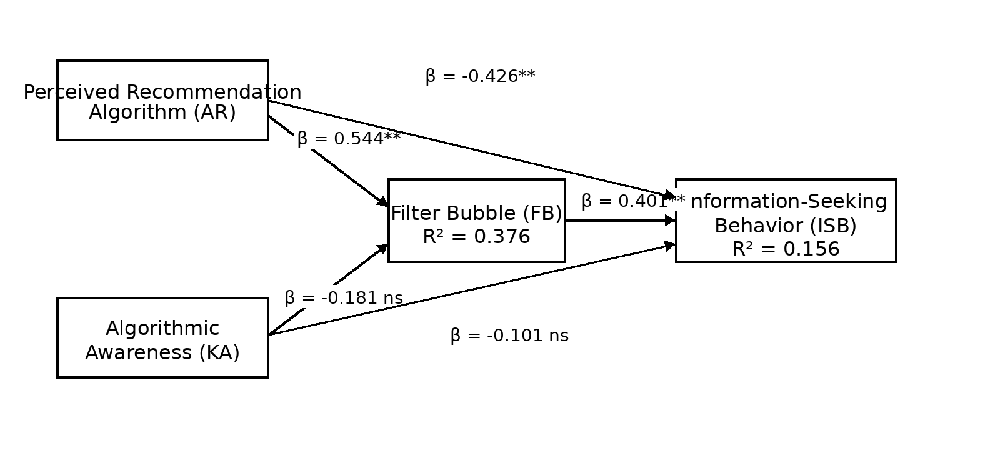 β = -0.426**
Perceived Recommendation
Algorithm (AR)
β = 0.544**
β = 0.401**
nformation-Seeking
Behavior (ISB)
R² = 0.156
Filter Bubble (FB)
R² = 0.376
β = -0.181 ns
Algorithmic
Awareness (KA)
β = -0.101 ns